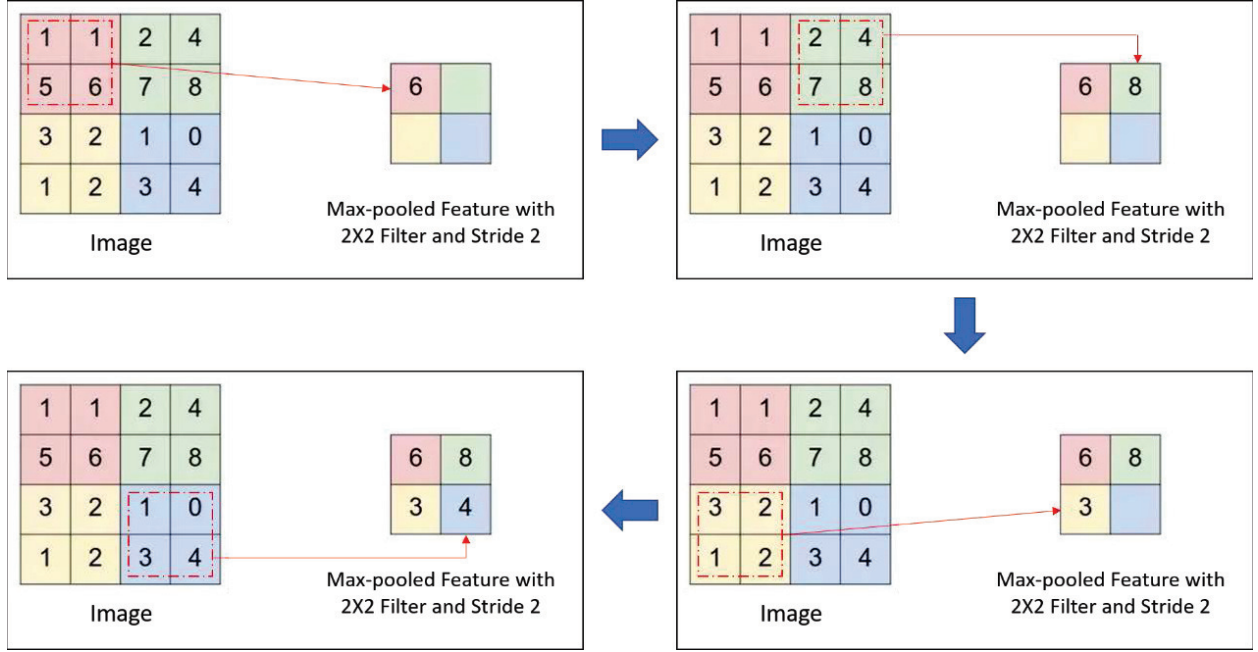 1 1 2 4
5 6 7 8
3 2 1 0
1 2 3 4
6
Image
Max-pooled Feature with
2X2 Filter and Stride 2
1 1 2 4
5 6 7 8
3 2 1 0
1 2 3 4
6 8
Image
Max-pooled Feature with
2X2 Filter and Stride 2
1 1 2 4
5 6 7 8
3 2 1 0
1 2 3 4
6 8
3 4
Image
Max-pooled Feature with
2X2 Filter and Stride 2
1 1 2 4
5 6 7 8
3 2 1 0
1 2 3 4
6 8
3
Image
Max-pooled Feature with
2X2 Filter and Stride 2